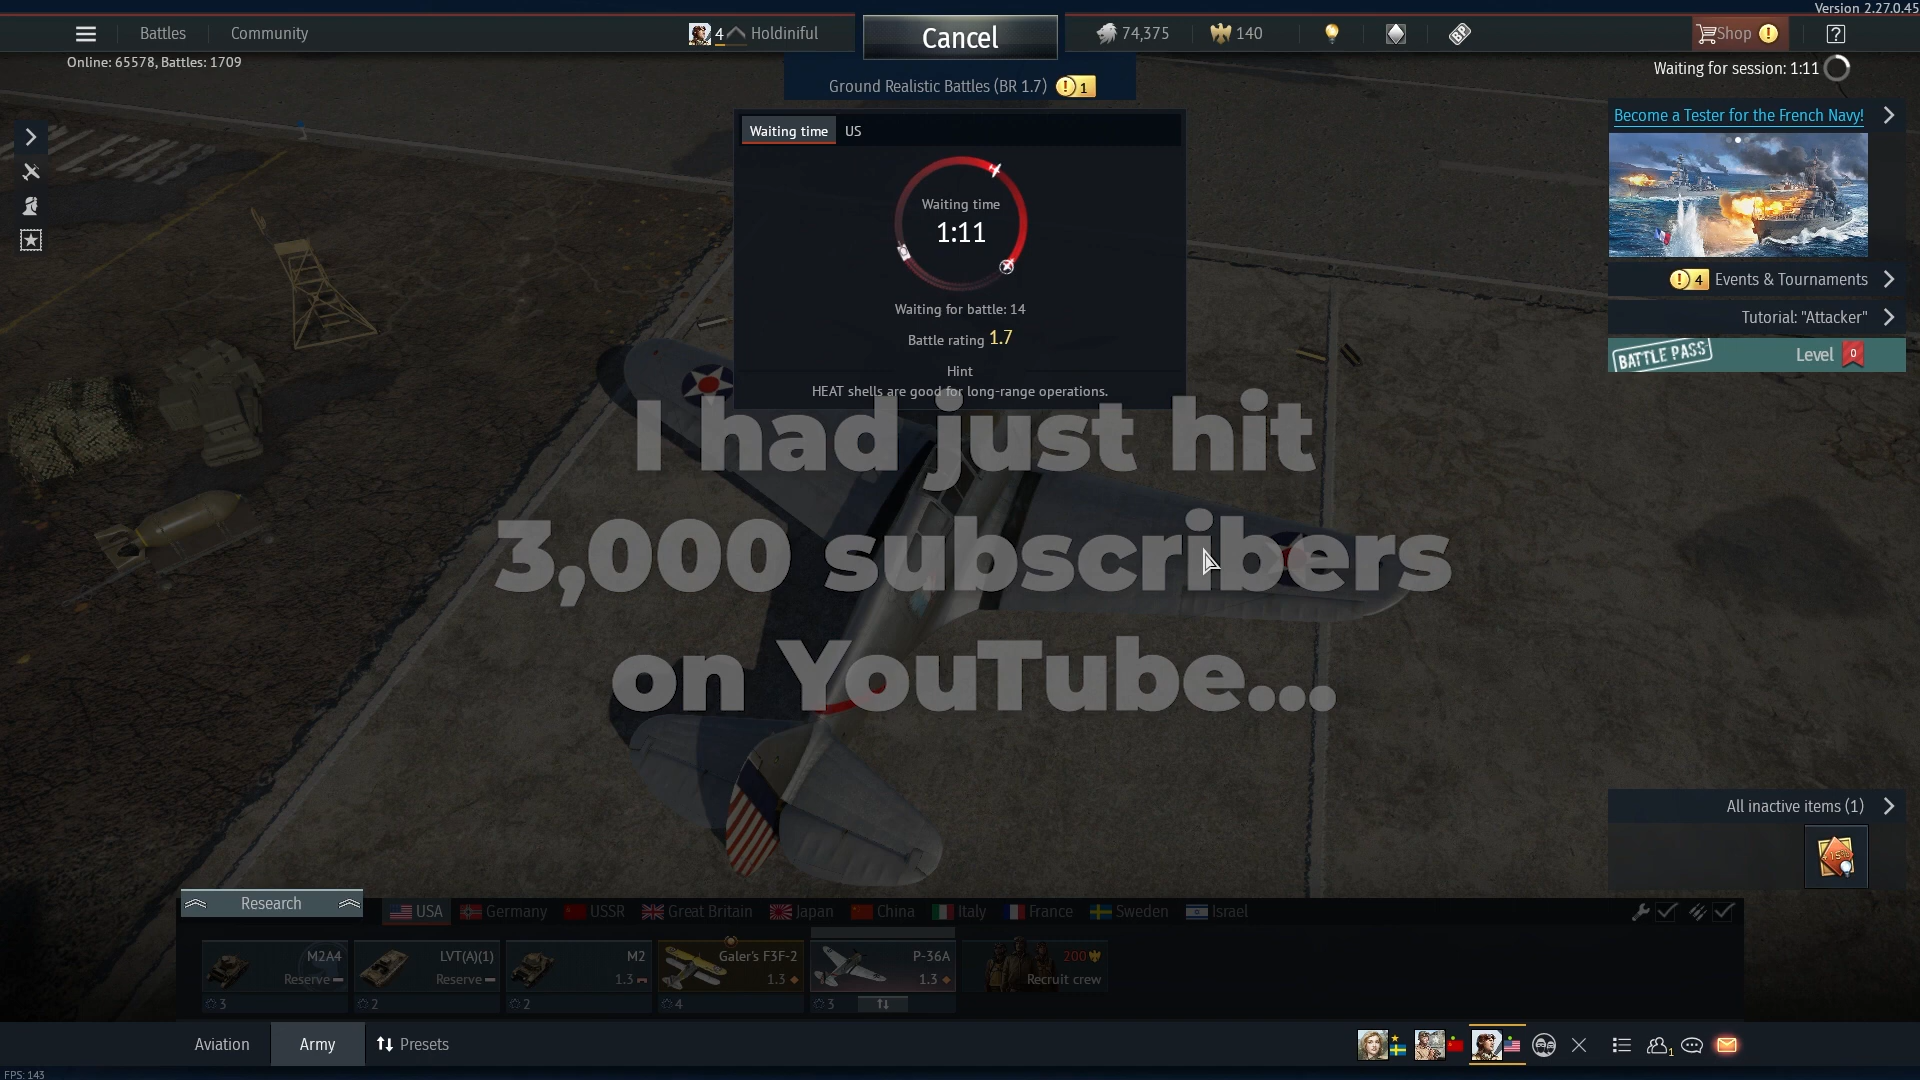 Version 2.27.0.45
Battles
Community
4
Holdiniful
Cancel
74,375
140
BP
Shop
?
Online: 65578, Battles: 1709
Waiting for session: 1:11
Ground Realistic Battles (BR 1.7)
1
Waiting time
US
Waiting time
1:11
Waiting for battle: 14
Battle rating 1.7
Hint
HEAT shells are good for long-range operations.
Become a Tester for the French Navy!
4 Events & Tournaments
Tutorial: "Attacker"
BATTLE PASS
Level 0
I had just hit
3,000 subscribers
on YouTube...
All inactive items (1)
Research
USA
Germany
USSR
Great Britain
Japan
China
Italy
France
Sweden
Israel
M2A4
Reserve
3
LVT(A)(1)
Reserve
2
M2
1.3
2
Galer's F3F-2
1.3
4
P-36A
1.3
3
200
Recruit crew
Aviation
Army
Presets
1
FPS: 143